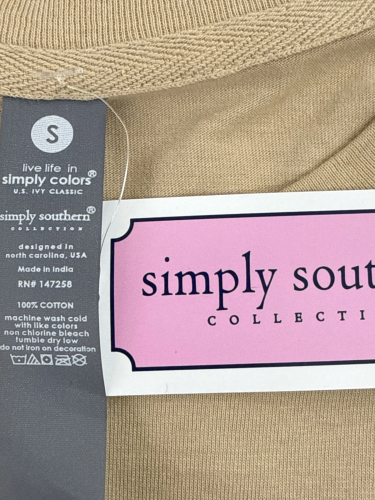 S
live life in
simply colors®
U.S. IVY CLASSIC
simply southern®
COLLECTION
designed in
north carolina, USA
Made in India
RN# 147258
100% COTTON
machine wash cold
with like colors
non chlorine bleach
tumble dry low
do not iron on decoration
simply sout
COLLECTI